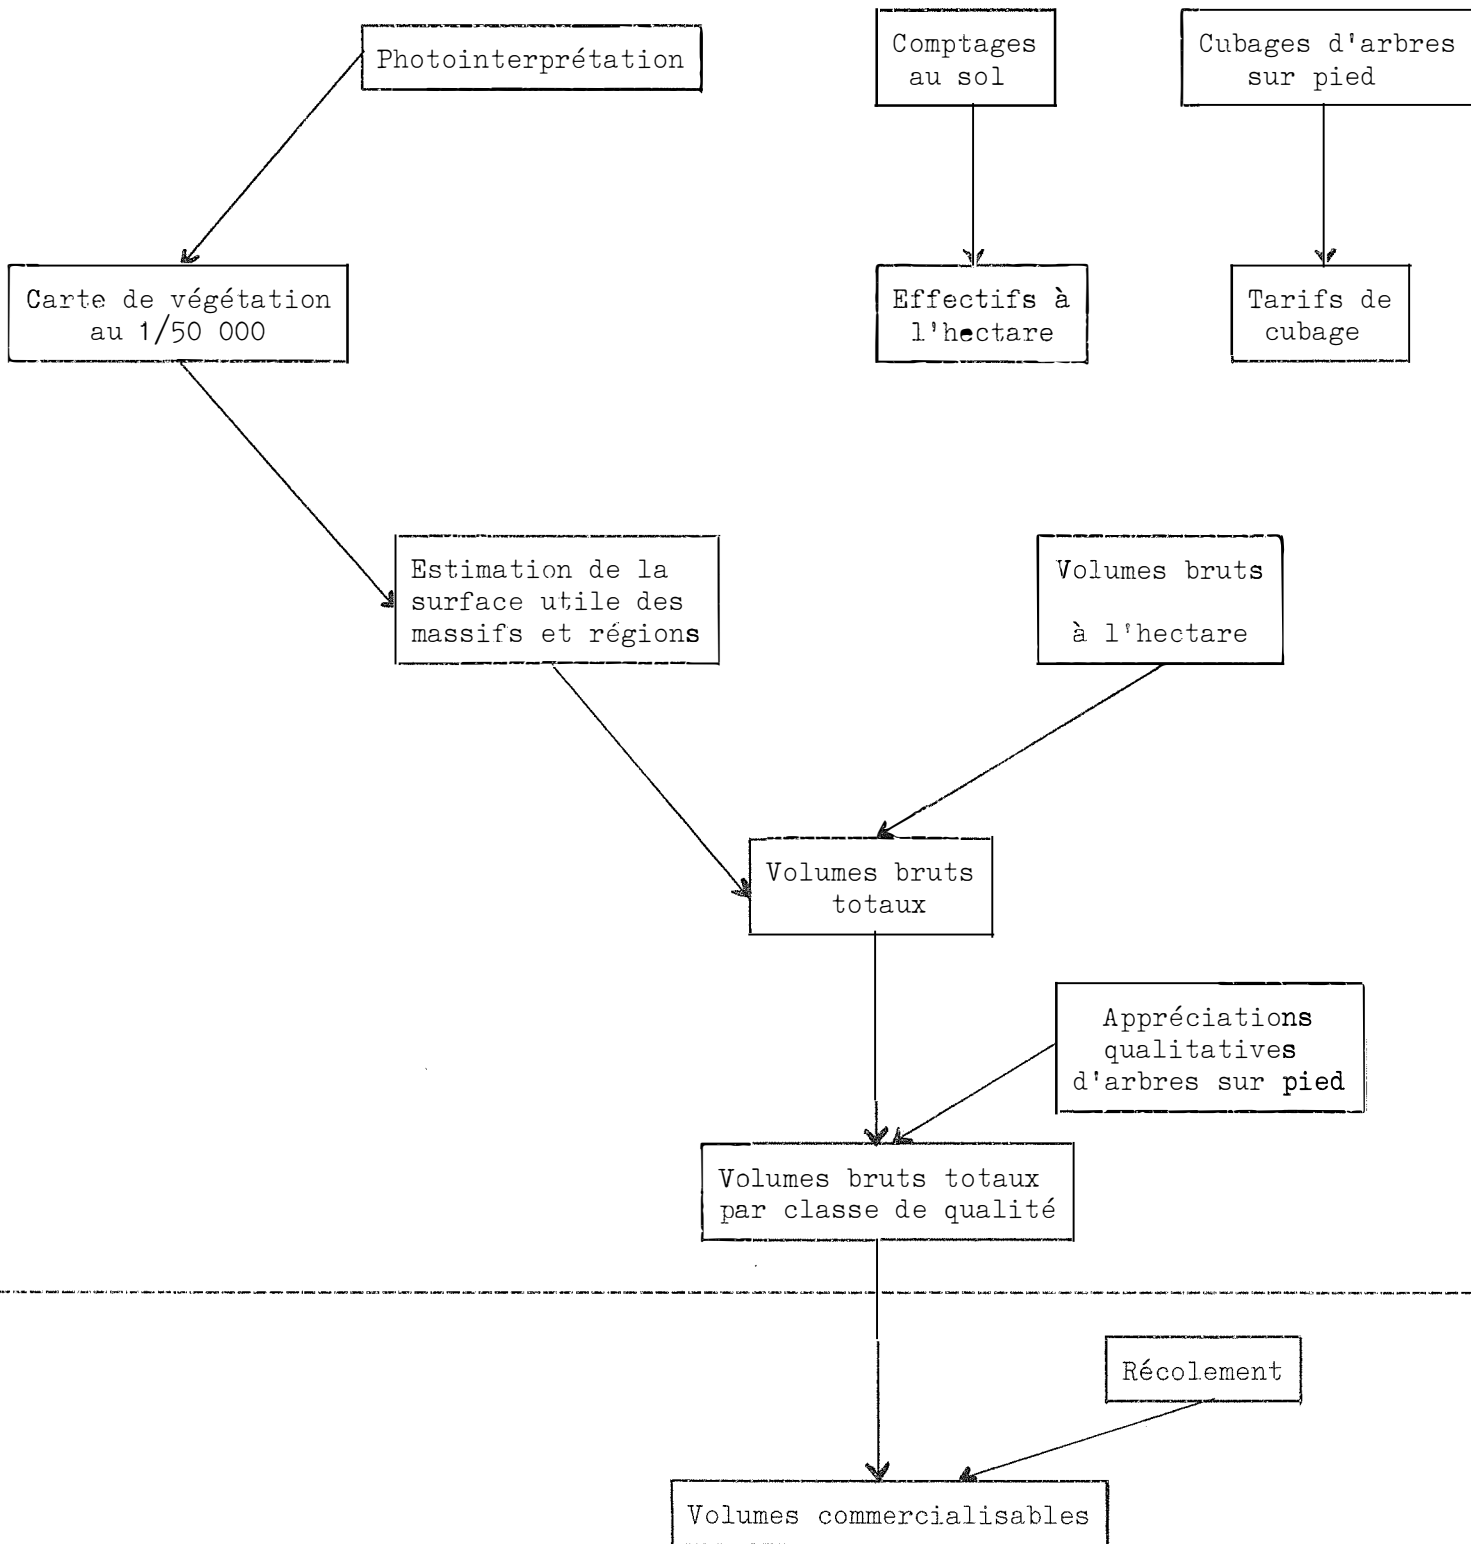 Photointerprétation
Comptages
au sol
Cubages d'arbres
sur pied
Carte de végétation
au 1/50 000
Effectifs à
l'hectare
Tarifs de
cubage
Estimation de la
surface utile des
massifs et régions
Volumes bruts
à l'hectare
Volumes bruts
totaux
Appréciations
qualitatives
d'arbres sur pied
Volumes bruts totaux
par classe de qualité
Récolement
Volumes commercialisables